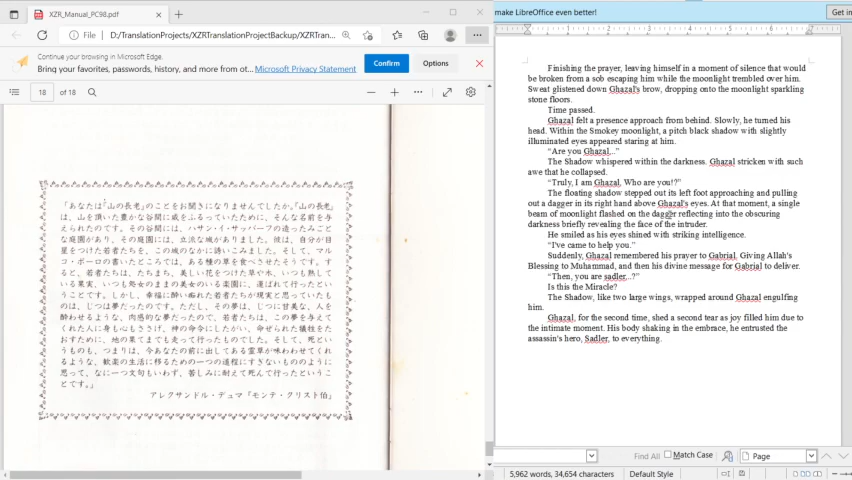 XZR_Manual_PC98.pdf
File
D:/TranslationProjects/XZRTranslationProjectBackup/XZRTran...
Continue your browsing in Microsoft Edge.
Bring your favorites, passwords, history, and more from ot...
Microsoft Privacy Statement
Confirm
Options
18 of 18
「あなたは『山の長老』のことをお聞きになりませんでしたか。『山の長老』
は、山を頂いた豊かな谷間に威をふるっていたために、そんな名前を与
えられたのです。その谷間には、ハサン・イ・サッバーフの造ったみごと
な庭園があり、その庭園には、立派な城がありました。彼は、自分が目
星をつけた若者たちを、この城のなかに誘いこみました。そして、マル
コ・ポーロの書いたところでは、ある種の草を食べさせたそうです。す
ると、若者たちは、たちまち、美しい花をつけた草や木、いつも熟して
いる果実、いつも処女のままの美女のいる楽園に、運ばれて行ったとい
うことです。しかし、幸福に酔い痴れた若者たちが現実と思っていたも
のは、じつは夢だったのです。ただし、その夢は、じつに甘美な、人を
酔わせるような、肉感的な夢だったので、若者たちは、この夢を与えて
くれた人に身も心もささげ、神の命令にしたがい、命ぜられた犠牲をた
おすために、地の果てまでも走って行ったものでした。そして、死とい
うものも、つまりは、今あなたの前に出してある霊草が味わわせてくれ
るような、歓楽の生活に移るための一つの道程にすぎないもののように
思って、なに一つ文句もいわず、苦しみに耐えて死んで行ったというこ
とです。」
アレクサンドル・デュマ『モンテ・クリスト伯』
make LibreOffice even better!
Get in
1 2 3 4 5 6 7
Finishing the prayer, leaving himself in a moment of silence that would
be broken from a sob escaping him while the moonlight trembled over him.
Sweat glistened down Ghazal's brow, dropping onto the moonlight sparkling
stone floors.
Time passed.
Ghazal felt a presence approach from behind. Slowly, he turned his
head. Within the Smokey moonlight, a pitch black shadow with slightly
illuminated eyes appeared staring at him.
"Are you Ghazal..."
The Shadow whispered within the darkness. Ghazal stricken with such
awe that he collapsed.
"Truly, I am Ghazal, Who are you!?"
The floating shadow stepped out its left foot approaching and pulling
out a dagger in its right hand above Ghazal's eyes. At that moment, a single
beam of moonlight flashed on the dagger reflecting into the obscuring
darkness briefly revealing the face of the intruder.
He smiled as his eyes shined with striking intelligence.
"I've came to help you."
Suddenly, Ghazal remembered his prayer to Gabrial, Giving Allah's
Blessing to Muhammad, and then his divine message for Gabrial to deliver.
"Then, you are sadler...?"
Is this the Miracle?
The Shadow, like two large wings, wrapped around Ghazal engulfing
him.
Ghazal, for the second time, shed a second tear as joy filled him due to
the intimate moment. His body shaking in the embrace, he entrusted the
assassin's hero, Sadler, to everything.
Find All
Match Case
Page
5,962 words, 34,654 characters
Default Style